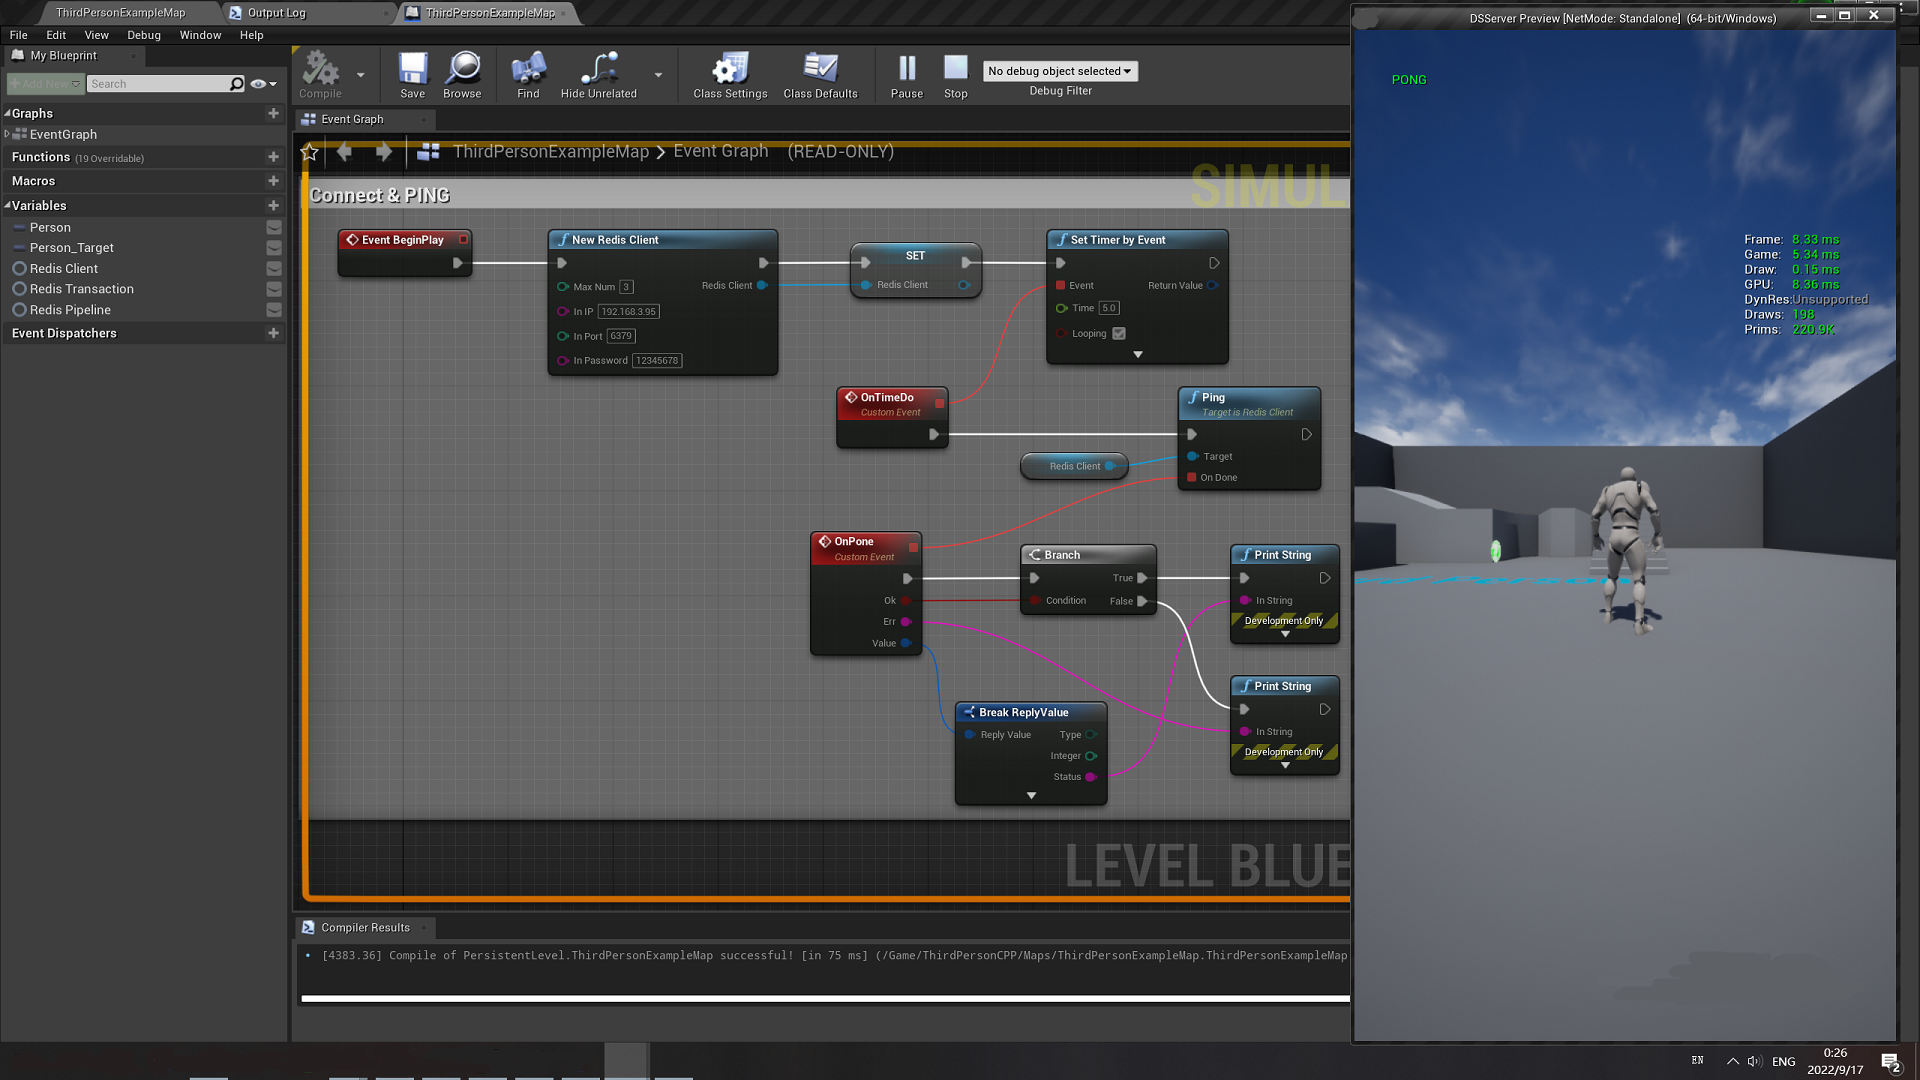 ThirdPersonExampleMap
Output Log
ThirdPersonExampleMap
File Edit View Debug Window Help
My Blueprint
Add New
Search
Graphs
EventGraph
Functions (19 Overridable)
Macros
Variables
Person
Person_Target
Redis Client
Redis Transaction
Redis Pipeline
Event Dispatchers
Compile
Save
Browse
Find
Hide Unrelated
Class Settings
Class Defaults
Pause
Stop
No debug object selected
Debug Filter
Event Graph
ThirdPersonExampleMap > Event Graph (READ-ONLY)
SIMUL
Connect & PING
Event BeginPlay
New Redis Client
Max Num 3
Redis Client
In IP 192.168.3.95
In Port 6379
In Password 12345678
SET
Redis Client
Set Timer by Event
Event
Return Value
Time 5.0
Looping
OnTimeDo
Custom Event
Ping
Target is Redis Client
Target
On Done
Redis Client
OnPone
Custom Event
Ok
Err
Value
Branch
True
Condition
False
Print String
In String
Development Only
Print String
In String
Development Only
Break ReplyValue
Reply Value
Type
Integer
Status
LEVEL BLUE
Compiler Results
[4383.36] Compile of PersistentLevel.ThirdPersonExampleMap successful! [in 75 ms] (/Game/ThirdPersonCPP/Maps/ThirdPersonExampleMap.ThirdPersonExampleMap
DSServer Preview [NetMode: Standalone] (64-bit/Windows)
PONG
Frame: 8.33 ms
Game: 5.34 ms
Draw: 0.15 ms
GPU: 8.36 ms
DynRes:Unsupported
Draws: 198
Prims: 220.9K
EN
ENG
0:26
2022/9/17
2